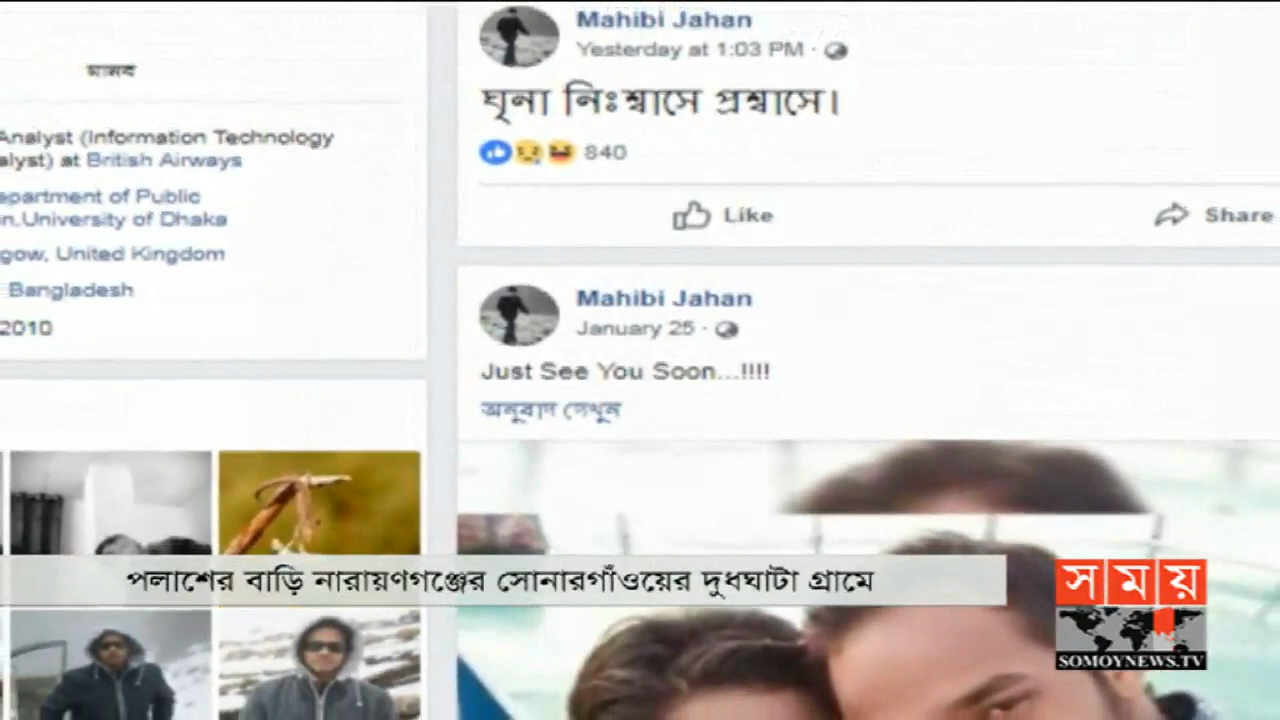 মানব
Analyst (Information Technology
alyst) at British Airways
epartment of Public
n,University of Dhaka
gow, United Kingdom
Bangladesh
2010
Mahibi Jahan
Yesterday at 1:03 PM ·
ঘৃনা নিঃশ্বাসে প্রশ্বাসে।
840
Like
Share
Mahibi Jahan
January 25 ·
Just See You Soon...!!!!
অনুবাদ দেখুন
পলাশের বাড়ি নারায়ণগঞ্জের সোনারগাঁওয়ের দুধঘাটা গ্রামে
সময়
SOMOYNEWS.TV